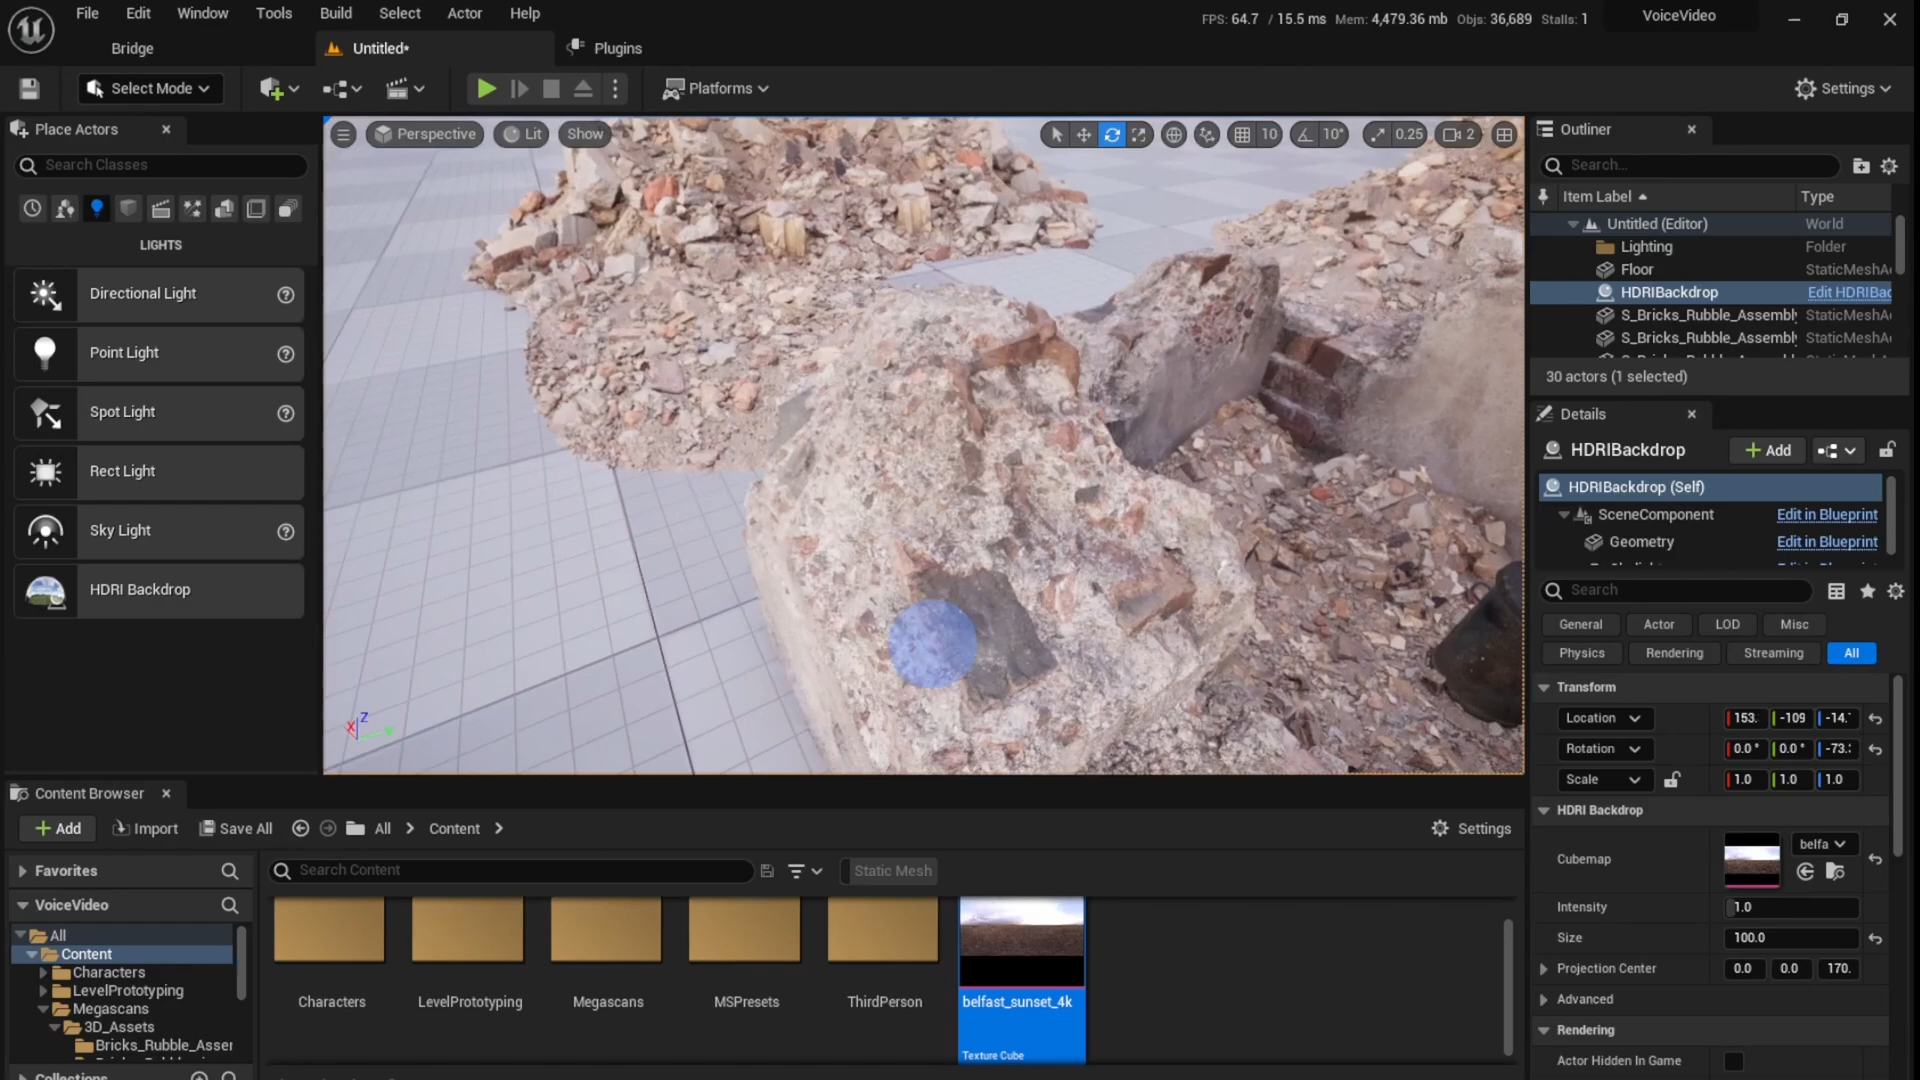 File Edit Window Tools Build Select Actor Help
FPS: 64.7 / 15.5 ms Mem: 4,479.36 mb Objs: 36,689 Stalls: 1
VoiceVideo
Bridge
Untitled*
Plugins
Select Mode
Platforms
Settings
Place Actors
Search Classes
LIGHTS
Directional Light
Point Light
Spot Light
Rect Light
Sky Light
HDRI Backdrop
Perspective
Lit
Show
10
10°
0.25
2
Z
X
Y
Outliner
Search...
Item Label
Type
Untitled (Editor) World
Lighting Folder
Floor StaticMeshA
HDRIBackdrop Edit HDRIBac
S_Bricks_Rubble_Assembl StaticMeshA
S_Bricks_Rubble_Assembl StaticMeshA
30 actors (1 selected)
Details
HDRIBackdrop
Add
HDRIBackdrop (Self)
SceneComponent Edit in Blueprint
Geometry Edit in Blueprint
Search
General Actor LOD Misc
Physics Rendering Streaming All
Transform
Location 153. -109 -14.
Rotation 0.0° 0.0° -73.
Scale 1.0 1.0 1.0
HDRI Backdrop
Cubemap
belfa
Intensity 1.0
Size 100.0
Projection Center 0.0 0.0 170.
Advanced
Rendering
Actor Hidden In Game
Content Browser
Add
Import
Save All
All
Content
Settings
Favorites
VoiceVideo
All
Content
Characters
LevelPrototyping
Megascans
3D_Assets
Bricks_Rubble_Asser
Collections
Search Content
Static Mesh
Characters
LevelPrototyping
Megascans
MSPresets
ThirdPerson
belfast_sunset_4k
Texture Cube